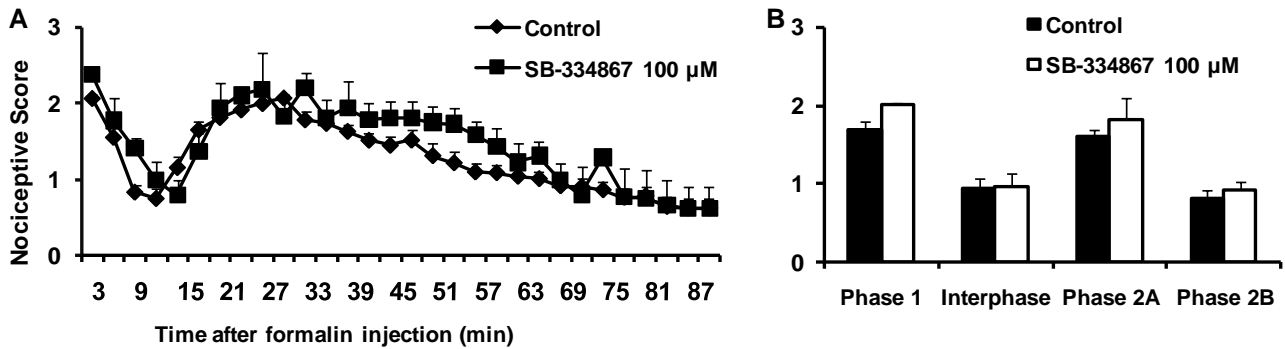 A
3
2
1
0
Nociceptive Score
Control
SB-334867 100 µM
3 9 15 21 27 33 39 45 51 57 63 69 75 81 87
Time after formalin injection (min)
B
3
2
1
0
Control
SB-334867 100 µM
Phase 1 Interphase Phase 2A Phase 2B